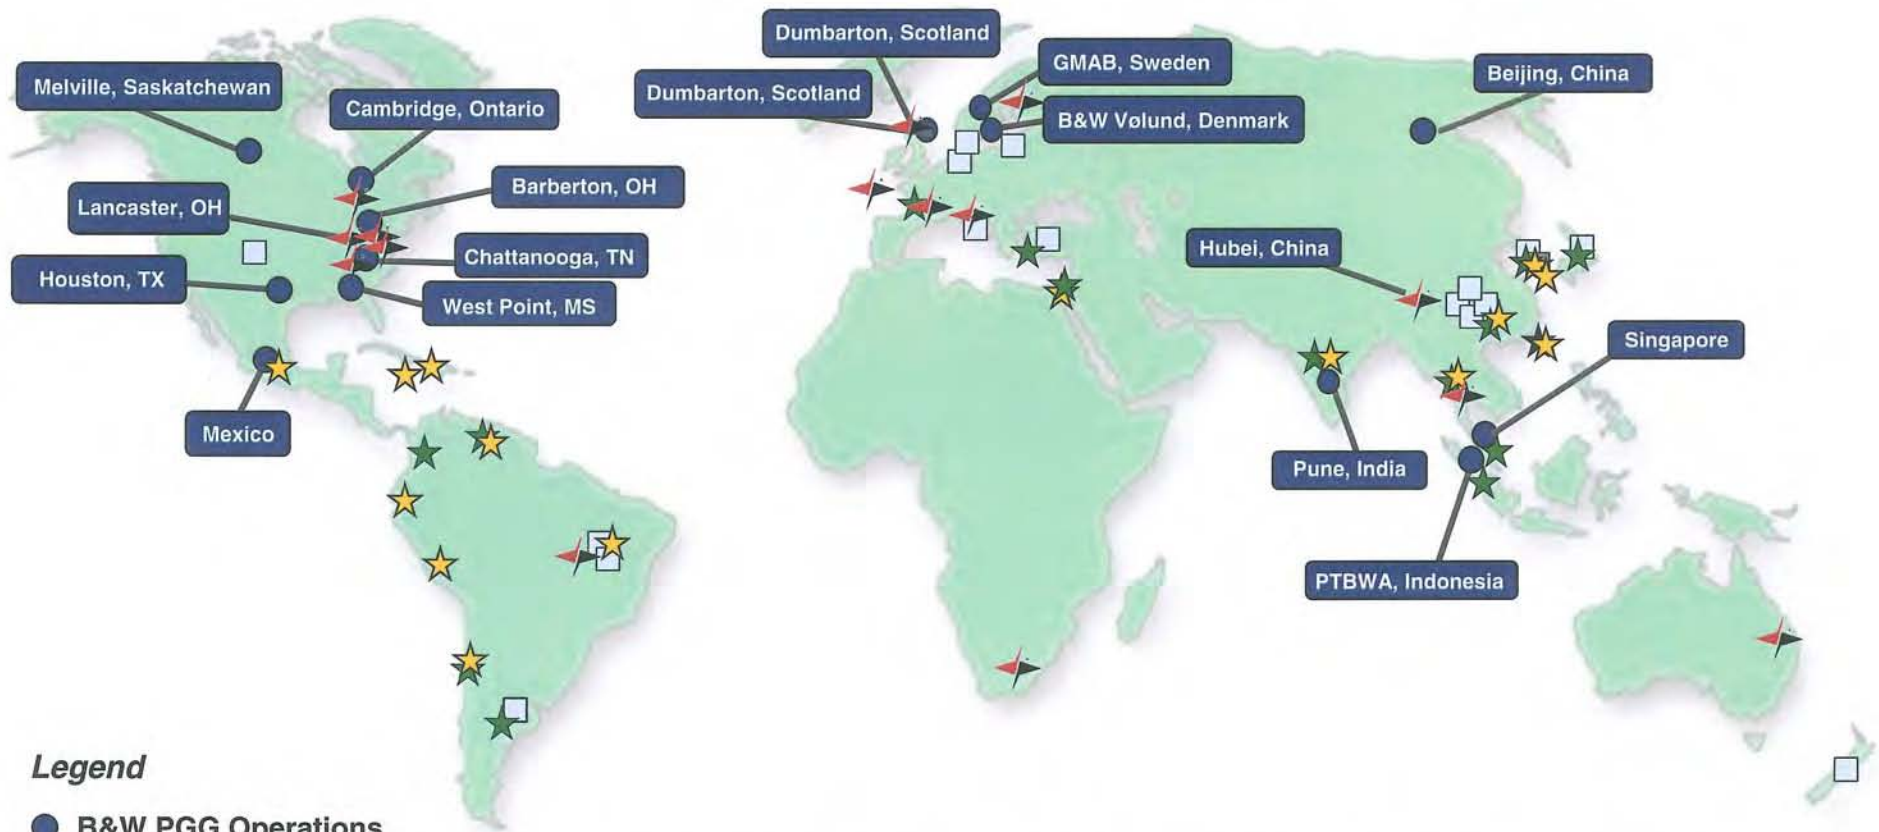 Dumbarton, Scotland
GMAB, Sweden
Beijing, China
Melville, Saskatchewan
Dumbarton, Scotland
Cambridge, Ontario
B&W Vølund, Denmark
Barberton, OH
Lancaster, OH
Hubei, China
Chattanooga, TN
Houston, TX
West Point, MS
Singapore
Mexico
Pune, India
PTBWA, Indonesia
Legend
B&W PGG Operations